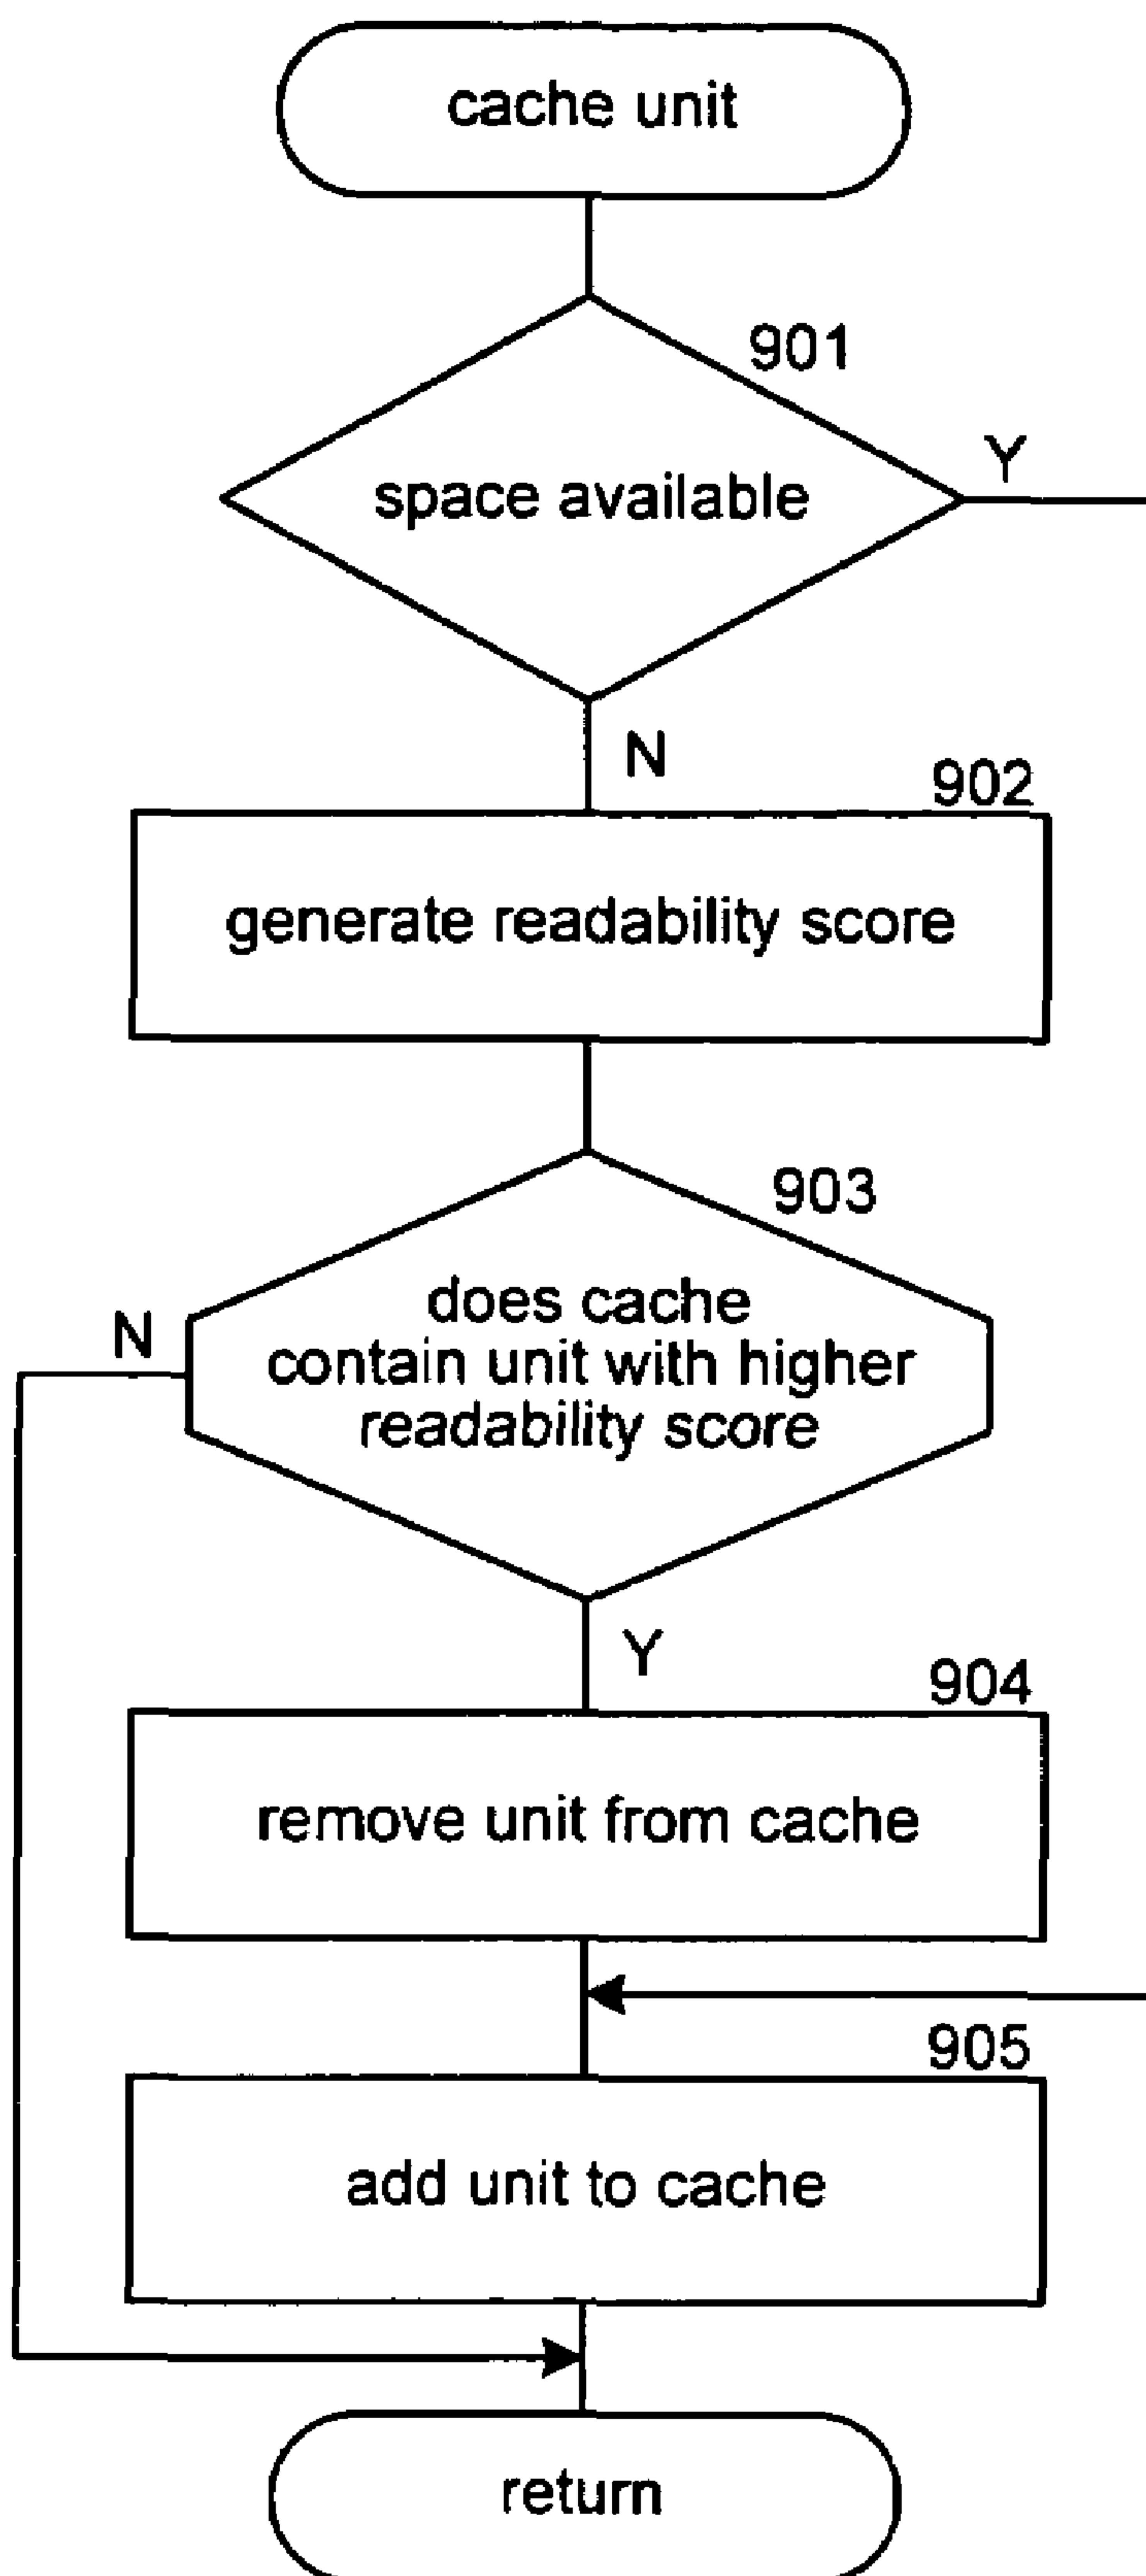 cache unit
901
space available
Y
N
902
generate readability score
903
does cache
contain unit with higher
readability score
N
Y
904
remove unit from cache
905
add unit to cache
return